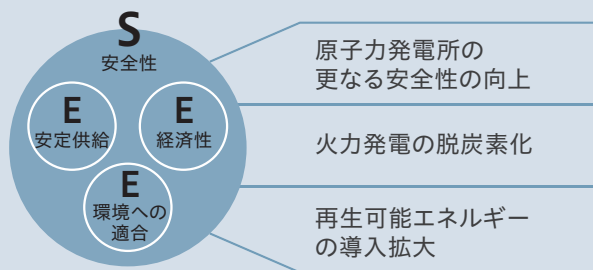 S
安全性
E
安定供給
E
経済性
E
環境への
適合
原子力発電所の
更なる安全性の向上
火力発電の脱炭素化
再生可能エネルギー
の導入拡大